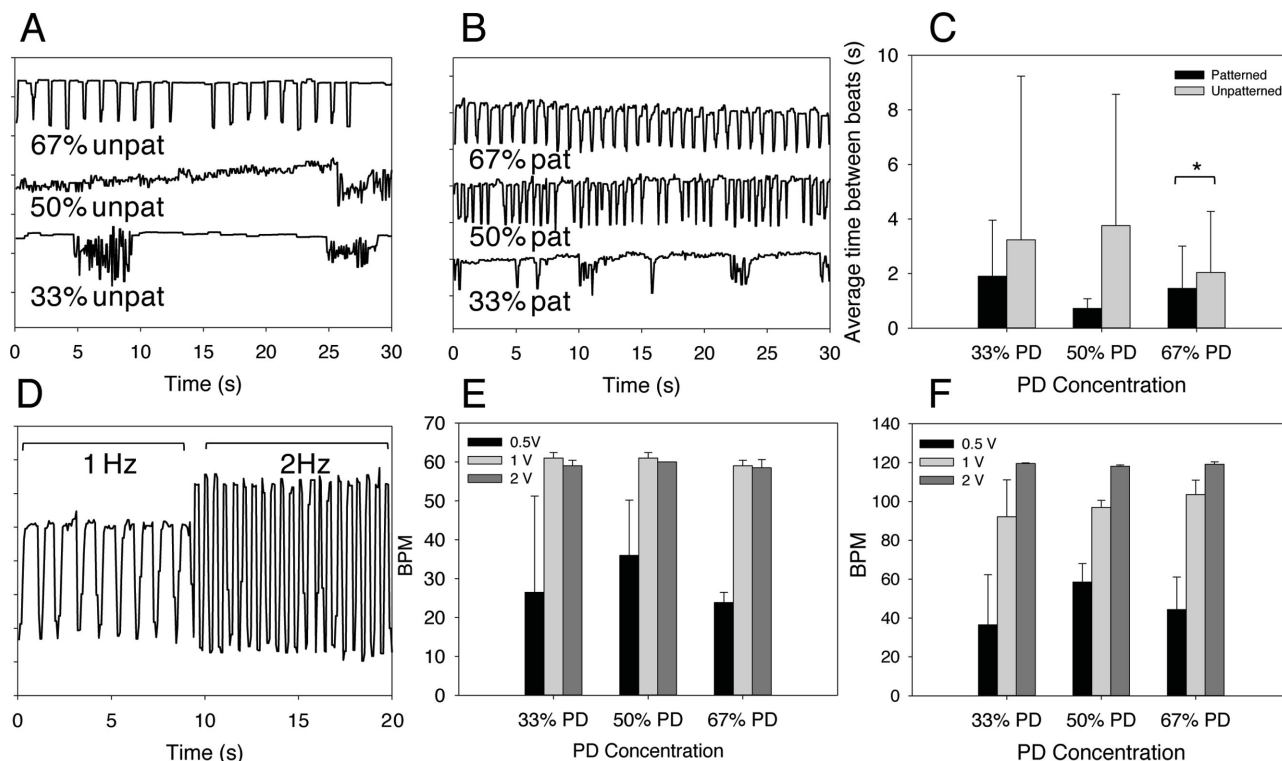 A
67% unpat
50% unpat
33% unpat
0 5 10 15 20 25 30
Time (s)
B
67% pat
50% pat
33% pat
0 5 10 15 20 25 30
Time (s)
C
Average time between beats (s)
10
8
6
4
2
0
Patterned
Unpatterned
*
33% PD 50% PD 67% PD
PD Concentration
D
1 Hz 2Hz
0 5 10 15 20
Time (s)
E
BPM
70
60
50
40
30
20
10
0
0.5V
1 V
2 V
33% PD 50% PD 67% PD
PD Concentration
F
BPM
140
120
100
80
60
40
20
0
0.5 V
1 V
2 V
33% PD 50% PD 67% PD
PD Concentration